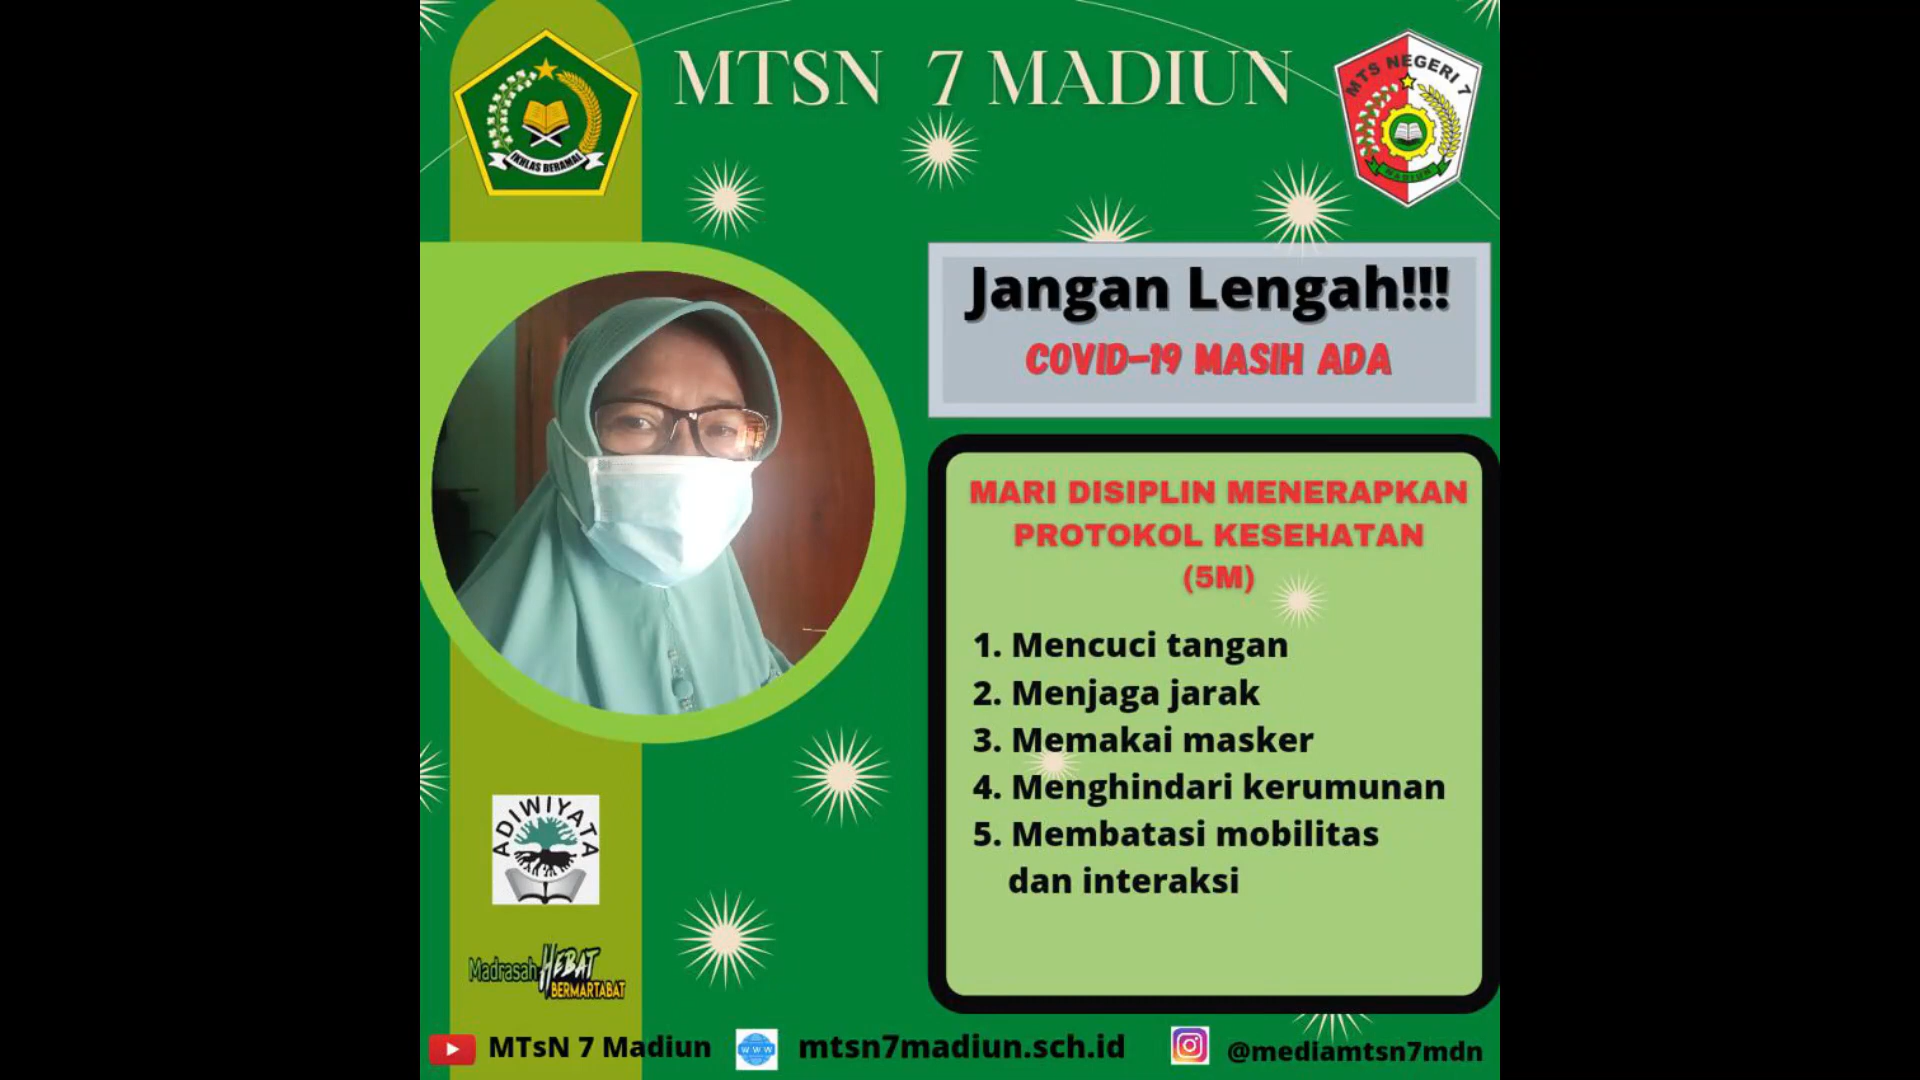 MTSN 7 MADIUN
IKHLAS BERAMAL
MTS NEGERI 7
MADIUN
Jangan Lengah!!!
COVID-19 MASIH ADA
MARI DISIPLIN MENERAPKAN
PROTOKOL KESEHATAN
(5M)
1. Mencuci tangan
2. Menjaga jarak
3. Memakai masker
4. Menghindari kerumunan
5. Membatasi mobilitas
dan interaksi
ADIWIYATA
Madrasah HEBAT
BERMARTABAT
MTsN 7 Madiun
WWW
mtsn7madiun.sch.id
@mediamtsn7mdn